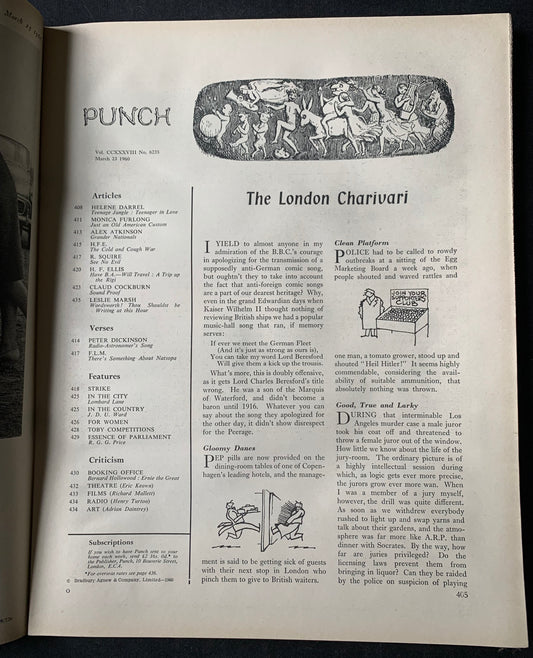 March 23 1960
PUNCH
Vol. CCXXXVIII No. 6235
March 23 1960
Articles
408 HELENE DARREL
Teenage Jungle : Teenager in Love
411 MONICA FURLONG
Just an Old American Custom
413 ALEX ATKINSON
Grander Nationals
415 H.F.E.
The Cold and Cough War
417 R. SQUIRE
See No Evil
420 H. F. ELLIS
Have B.A.—Will Travel : A Trip up
the Rigi
423 CLAUD COCKBURN
Sound Proof
435 LESLIE MARSH
Wordsworth? Thou Shouldst be
Writing at this Hour
Verses
414 PETER DICKINSON
Radio-Astronomer's Song
417 F.L.M.
There's Something About Natsopa
Features
418 STRIKE
425 IN THE CITY
Lombard Lane
425 IN THE COUNTRY
J. D. U. Ward
426 FOR WOMEN
428 TOBY COMPETITIONS
429 ESSENCE OF PARLIAMENT
R. G. G. Price
Criticism
430 BOOKING OFFICE
Bernard Hollowood : Ernie the Great
432 THEATRE (Eric Keown)
433 FILMS (Richard Mallett)
434 RADIO (Henry Turton)
434 ART (Adrian Daintrey)
Subscriptions
If you wish to have Punch sent to your
home each week, send £2 16s. 0d.* to
the Publisher, Punch, 10 Bouverie Street,
London, E.C.4.
*For overseas rates see page 436.
© Bradbury Agnew & Company, Limited—1960
O
The London Charivari
I YIELD to almost anyone in my
admiration of the B.B.C.'s courage
in apologizing for the transmission of a
supposedly anti-German comic song,
but oughtn't they to take into account
the fact that anti-foreign comic songs
are a part of our dearest heritage? Why,
even in the grand Edwardian days when
Kaiser Wilhelm II thought nothing of
reviewing British ships we had a popular
music-hall song that ran, if memory
serves:
If ever we meet the German Fleet
(And it's just as strong as ours is),
You can take my word Lord Beresford
Will give them a kick up the trousis.
What's more, this is doubly offensive,
as it gets Lord Charles Beresford's title
wrong. He was a son of the Marquis
of Waterford, and didn't become a
baron until 1916. Whatever you can
say about the song they apologized for
the other day, it didn't show disrespect
for the Peerage.
Gloomy Danes
PEP pills are now provided on the
dining-room tables of one of Copen-
hagen's leading hotels, and the manage-
ment is said to be getting sick of guests
with their next stop in London who
pinch them to give to British waiters.
Clean Platform
POLICE had to be called to rowdy
outbreaks at a sitting of the Egg
Marketing Board a week ago, when
people shouted and waved rattles and
JOIN YOUR
SUPPORTERS
CLUB
one man, a tomato grower, stood up and
shouted "Heil Hitler!" It seems highly
commendable, considering the avail-
ability of suitable ammunition, that
absolutely nothing was thrown.
Good, True and Larky
DURING that interminable Los
Angeles murder case a male juror
took his coat off and threatened to
throw a female juror out of the window.
How little we know about the life of the
jury-room. The ordinary picture is of
a highly intellectual session during
which, as logic gets ever more precise,
the jurors grow ever more wan. When
I was a member of a jury myself,
however, the drill was quite different.
As soon as we withdrew everybody
rushed to light up and swap yarns and
talk about their gardens, and the atmo-
sphere was far more like A.R.P. than
dinner with Socrates. By the way, how
far are juries privileged? Do the
licensing laws prevent them from
bringing in liquor? Can they be raided
by the police on suspicion of playing
405